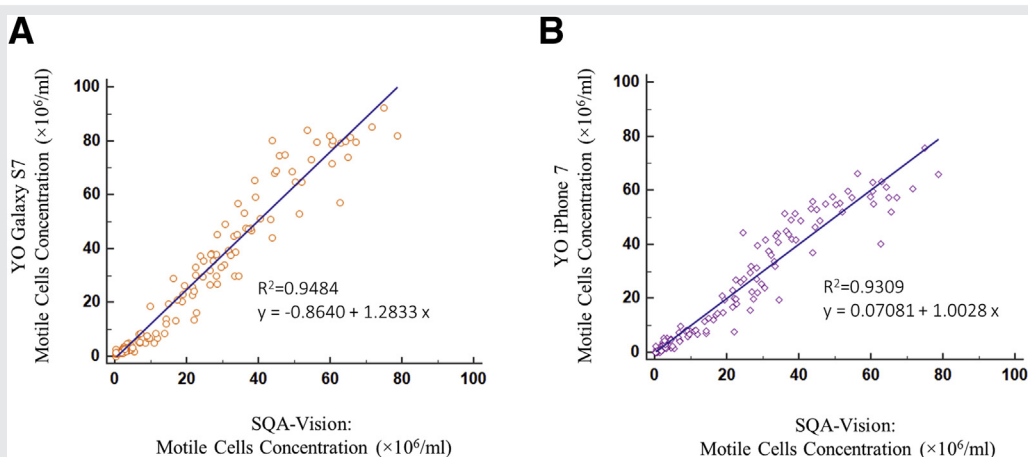 A
YO Galaxy S7
Motile Cells Concentration (×10⁶/ml)
100
80
60
40
20
0
R²=0.9484
y = -0.8640 + 1.2833 x
0 20 40 60 80 100
SQA-Vision:
Motile Cells Concentration (×10⁶/ml)
B
YO iPhone 7
Motile Cells Concentration (×10⁶/ml)
100
80
60
40
20
0
R²=0.9309
y = 0.07081 + 1.0028 x
0 20 40 60 80 100
SQA-Vision:
Motile Cells Concentration (×10⁶/ml)